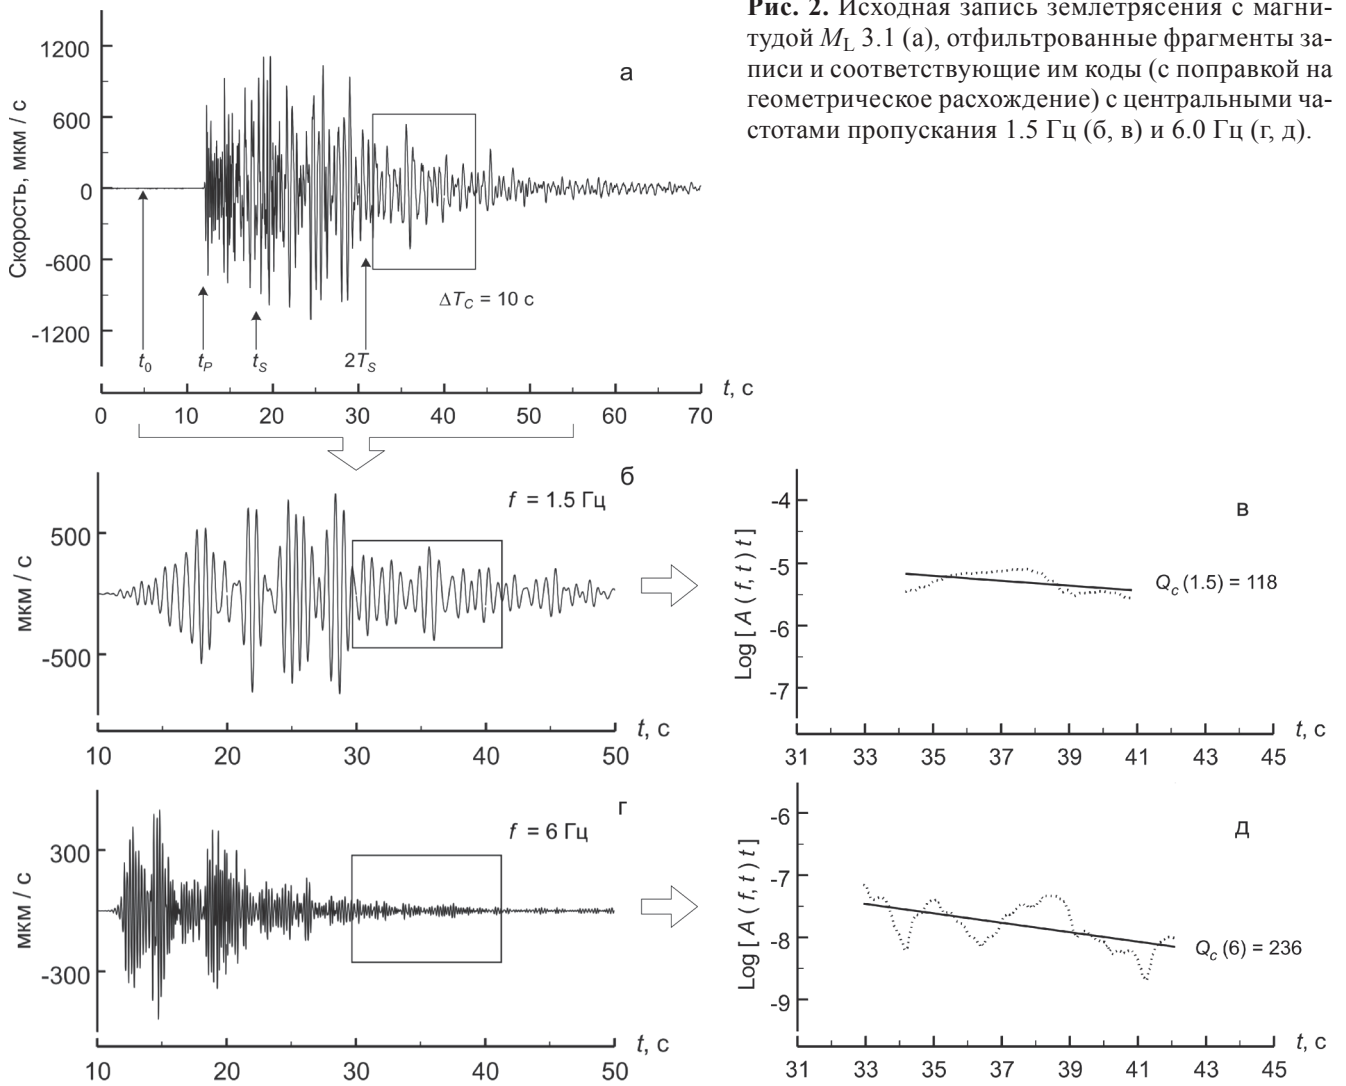 Рис. 2. Исходная запись землетрясения с магни-
тудой ML 3.1 (а), отфильтрованные фрагменты за-
писи и соответствующие им коды (с поправкой на
геометрическое расхождение) с центральными ча-
стотами пропускания 1.5 Гц (б, в) и 6.0 Гц (г, д).
а
Скорость, мкм / с
1200
600
0
-600
-1200
ΔTC = 10 с
t0 tP tS 2TS
t, с
0 10 20 30 40 50 60 70
б
f = 1.5 Гц
мкм / с
500
-500
t, с
10 20 30 40 50
в
Log [ A ( f, t ) t ]
-4
-5
-6
-7
Qc (1.5) = 118
t, с
31 33 35 37 39 41 43 45
г
f = 6 Гц
мкм / с
300
-300
t, с
10 20 30 40 50
д
Log [ A ( f, t ) t ]
-6
-7
-8
-9
Qc (6) = 236
t, с
31 33 35 37 39 41 43 45